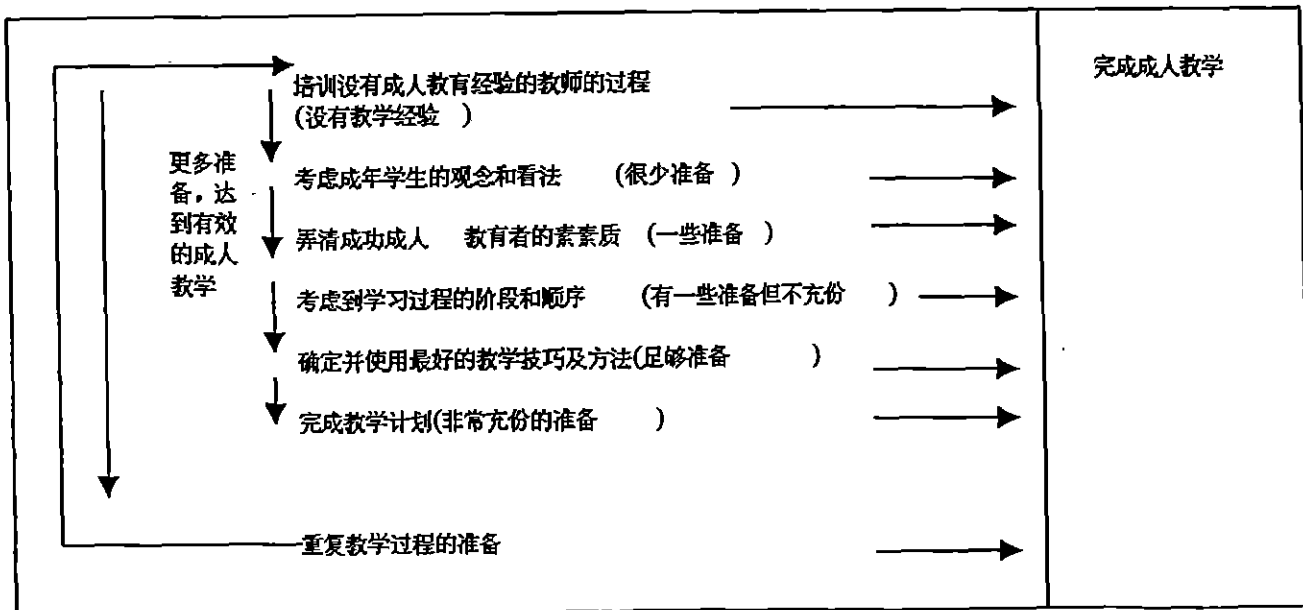 培训没有成人教育经验的教师的过程
(没有教学经验 )
完成成人教学
更多准
备，达
到有效
的成人
教学
考虑成年学生的观念和看法 (很少准备 )
弄清成功成人 教育者的素素质 (一些准备 )
考虑到学习过程的阶段和顺序 (有一些准备但不充份 )
确定并使用最好的教学技巧及方法(足够准备 )
完成教学计划(非常充份的准备 )
重复教学过程的准备